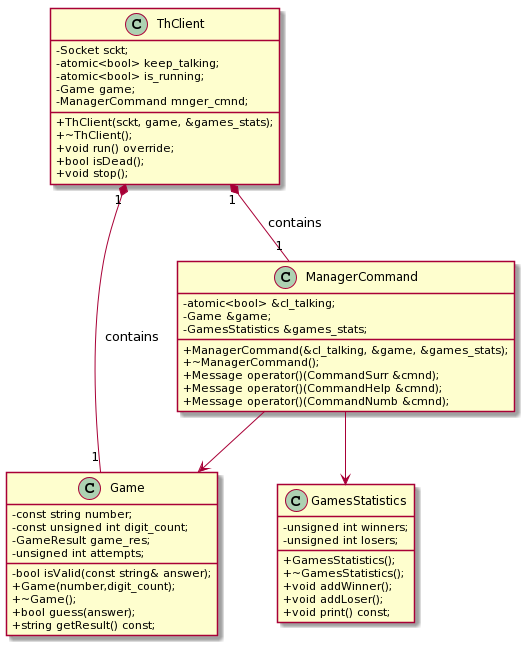 C ThClient
-Socket sckt;
-atomic<bool> keep_talking;
-atomic<bool> is_running;
-Game game;
-ManagerCommand mnger_cmnd;
+ThClient(sckt, game, &games_stats);
+~ThClient();
+void run() override;
+bool isDead();
+void stop();
1
1
contains
1
C ManagerCommand
-atomic<bool> &cl_talking;
-Game &game;
-GamesStatistics &games_stats;
+ManagerCommand(&cl_talking, &game, &games_stats);
+~ManagerCommand();
+Message operator()(CommandSurr &cmnd);
+Message operator()(CommandHelp &cmnd);
+Message operator()(CommandNumb &cmnd);
contains
1
C Game
-const string number;
-const unsigned int digit_count;
-GameResult game_res;
-unsigned int attempts;
-bool isValid(const string& answer);
+Game(number,digit_count);
+~Game();
+bool guess(answer);
+string getResult() const;
C GamesStatistics
-unsigned int winners;
-unsigned int losers;
+GamesStatistics();
+~GamesStatistics();
+void addWinner();
+void addLoser();
+void print() const;